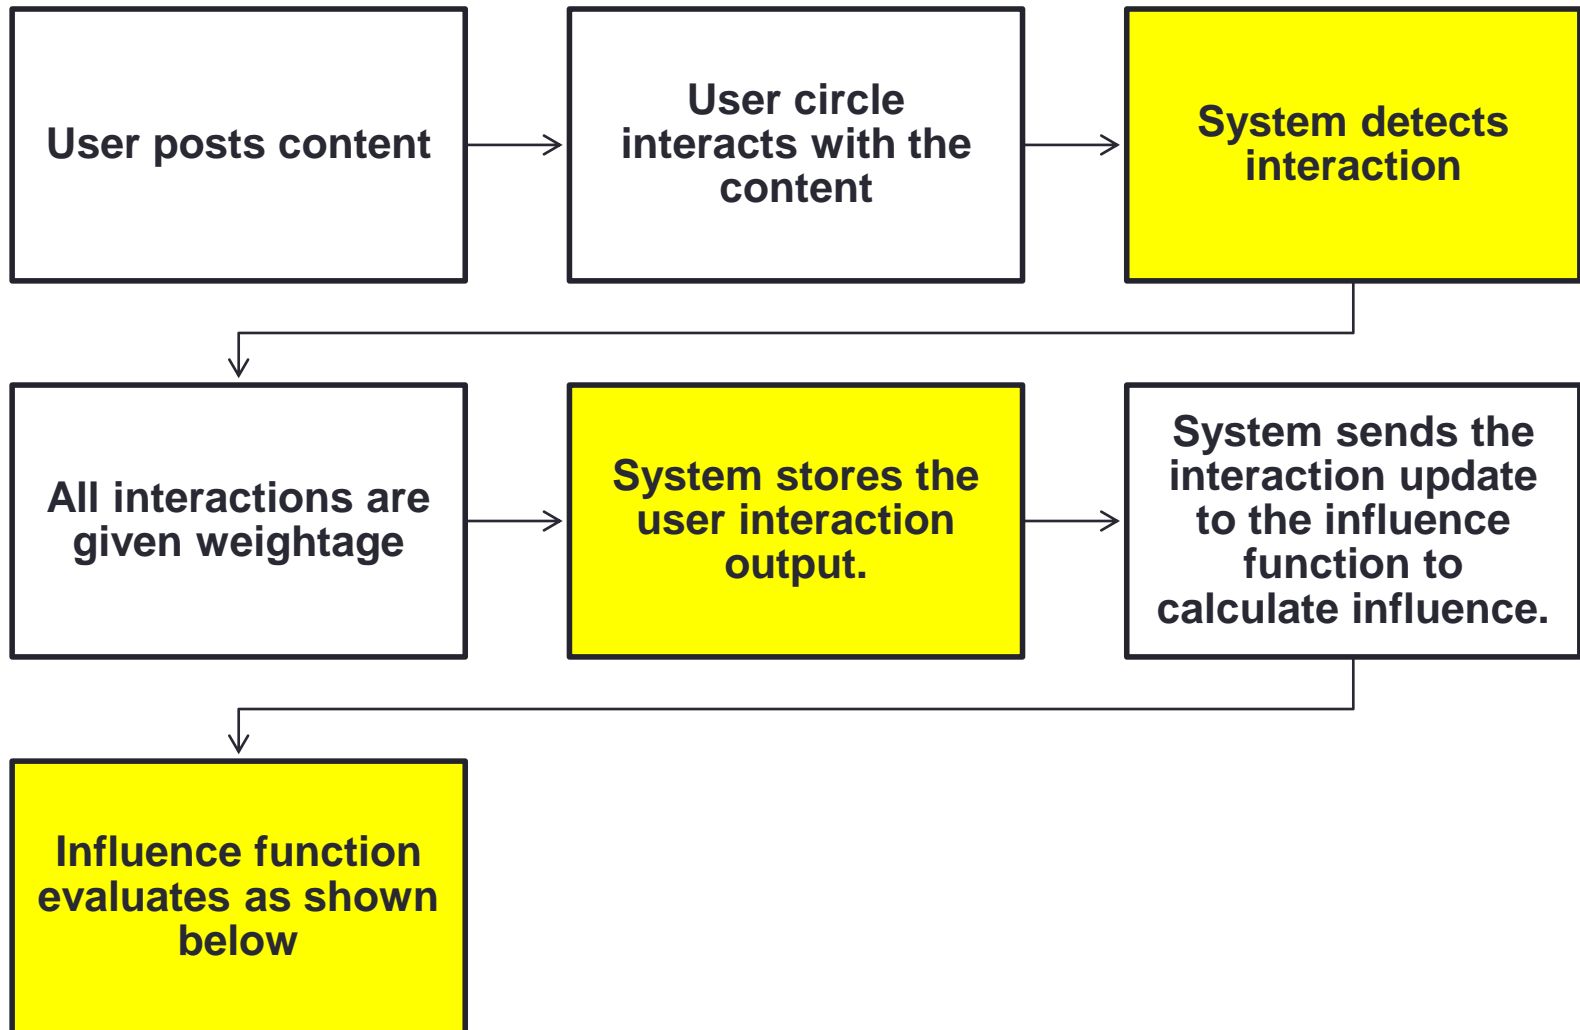 User posts content
User circle
interacts with the
content
System detects
interaction
All interactions are
given weightage
System stores the
user interaction
output.
System sends the
interaction update
to the influence
function to
calculate influence.
Influence function
evaluates as shown
below